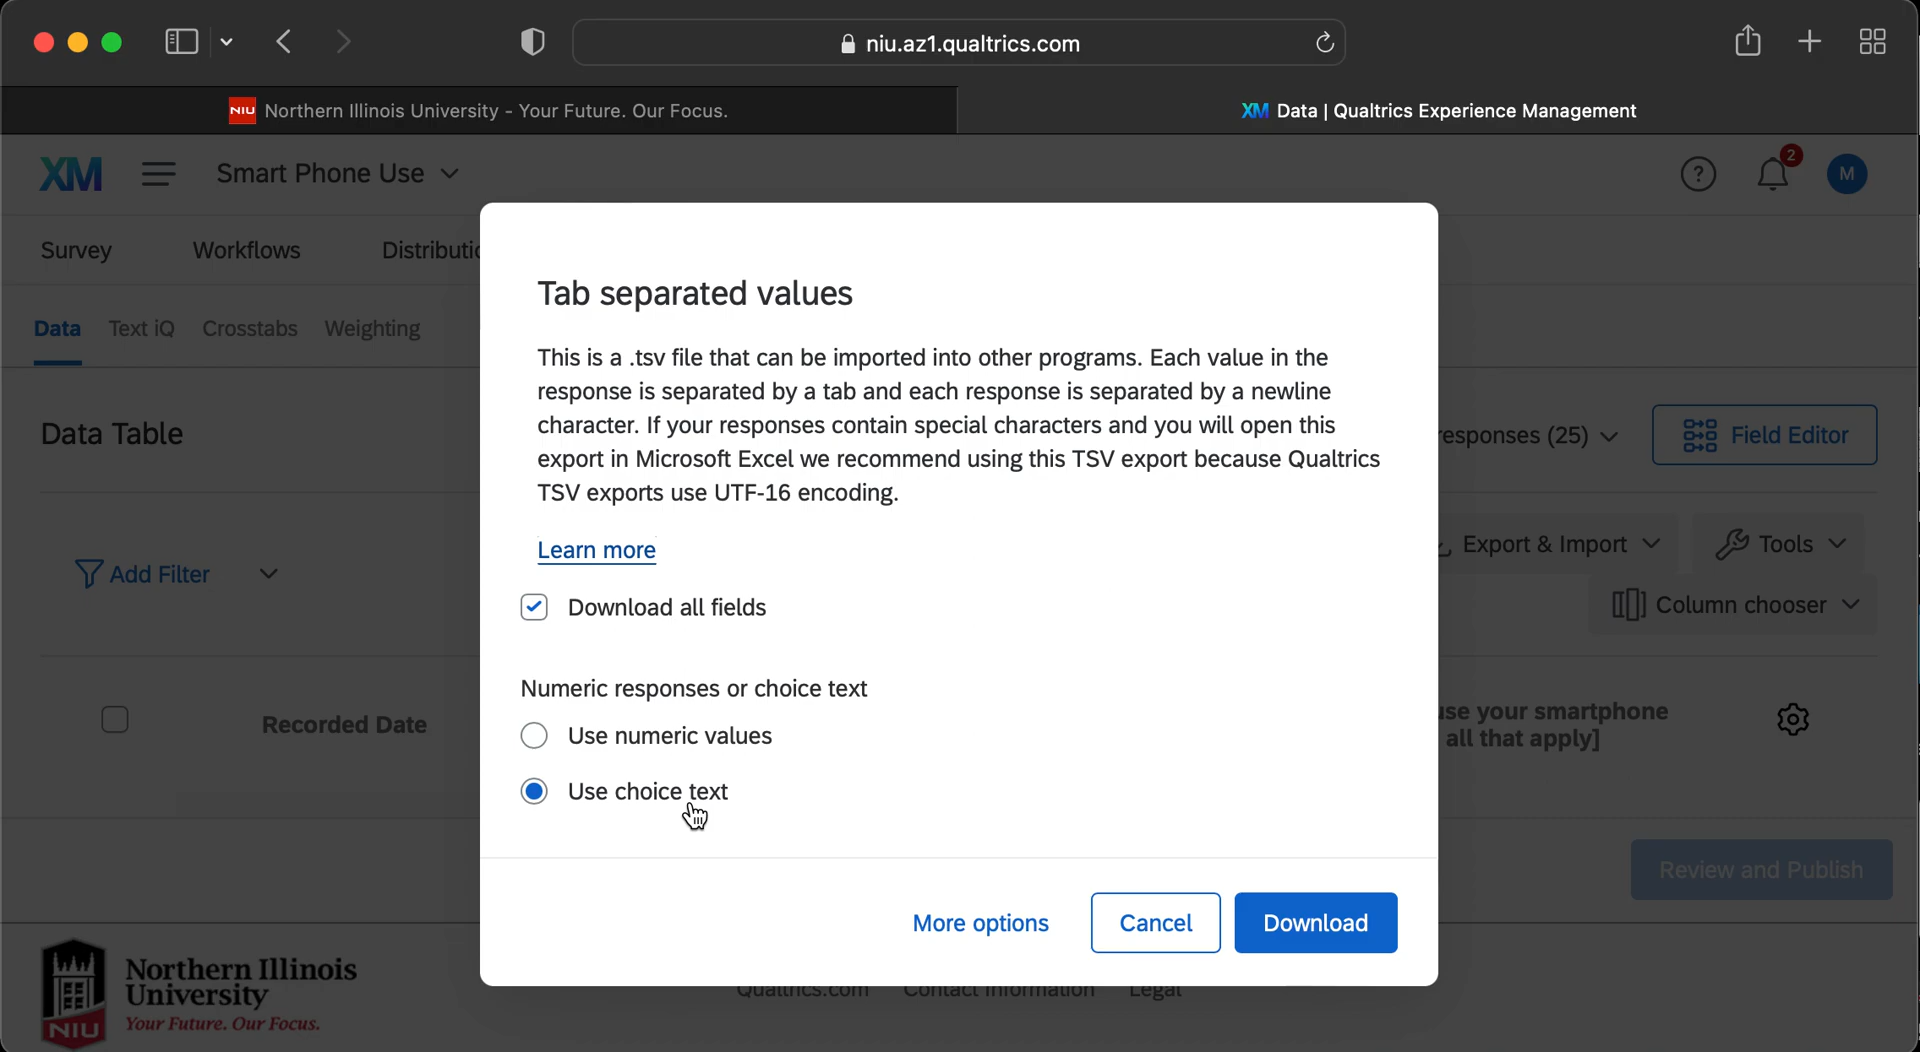 niu.az1.qualtrics.com
NIU Northern Illinois University - Your Future. Our Focus.
XM Data | Qualtrics Experience Management
XM Smart Phone Use
? 2 M
Survey Workflows
Tab separated values
Data Text iQ Crosstabs Weighting
This is a .tsv file that can be imported into other programs. Each value in the
response is separated by a tab and each response is separated by a newline
character. If your responses contain special characters and you will open this
export in Microsoft Excel we recommend using this TSV export because Qualtrics
TSV exports use UTF-16 encoding.
Data Table
(25) Field Editor
Learn more
Export & Import Tools
Add Filter
Download all fields
Column chooser
Numeric responses or choice text
Recorded Date
your smartphone
all that apply]
Use numeric values
Use choice text
Review and Publish
More options Cancel Download
Northern Illinois
University
Your Future. Our Focus.
NIU
Qualtrics.com Contact Information Legal